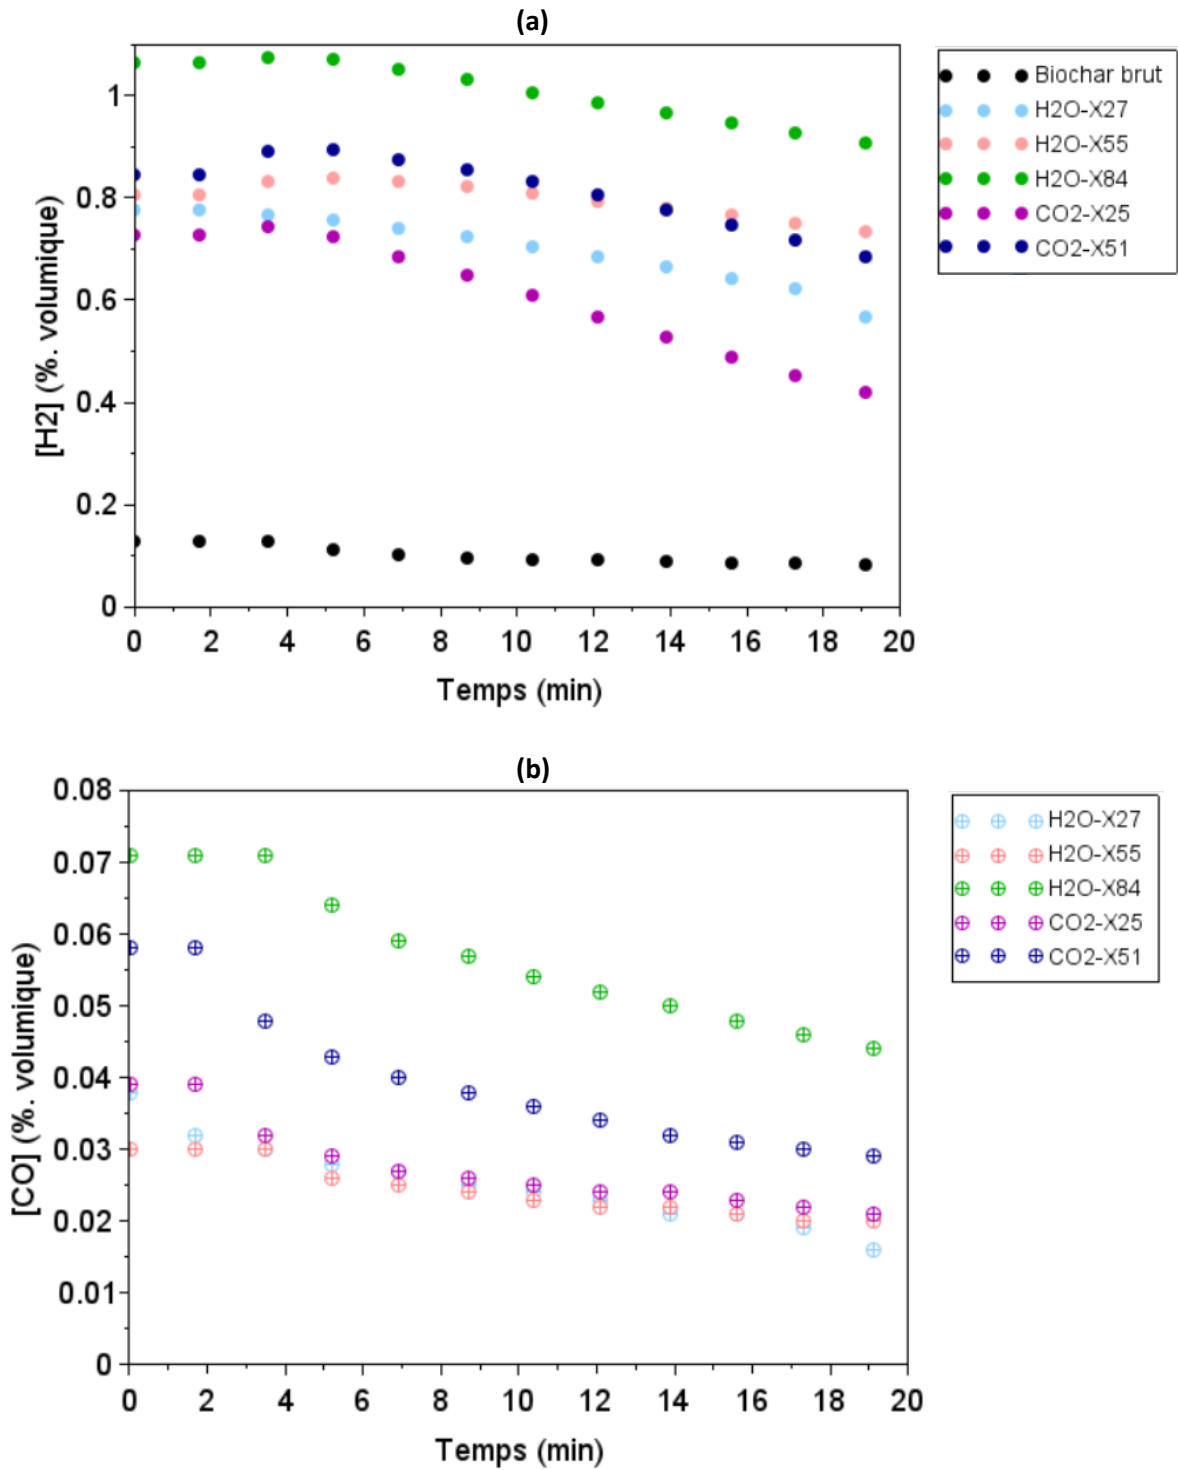 (a)
[H2] (%. volumique)
1
0.8
0.6
0.4
0.2
0
0 2 4 6 8 10 12 14 16 18 20
Temps (min)
Biochar brut
H2O-X27
H2O-X55
H2O-X84
CO2-X25
CO2-X51
(b)
[CO] (%. volumique)
0.08
0.07
0.06
0.05
0.04
0.03
0.02
0.01
0
0 2 4 6 8 10 12 14 16 18 20
Temps (min)
H2O-X27
H2O-X55
H2O-X84
CO2-X25
CO2-X51